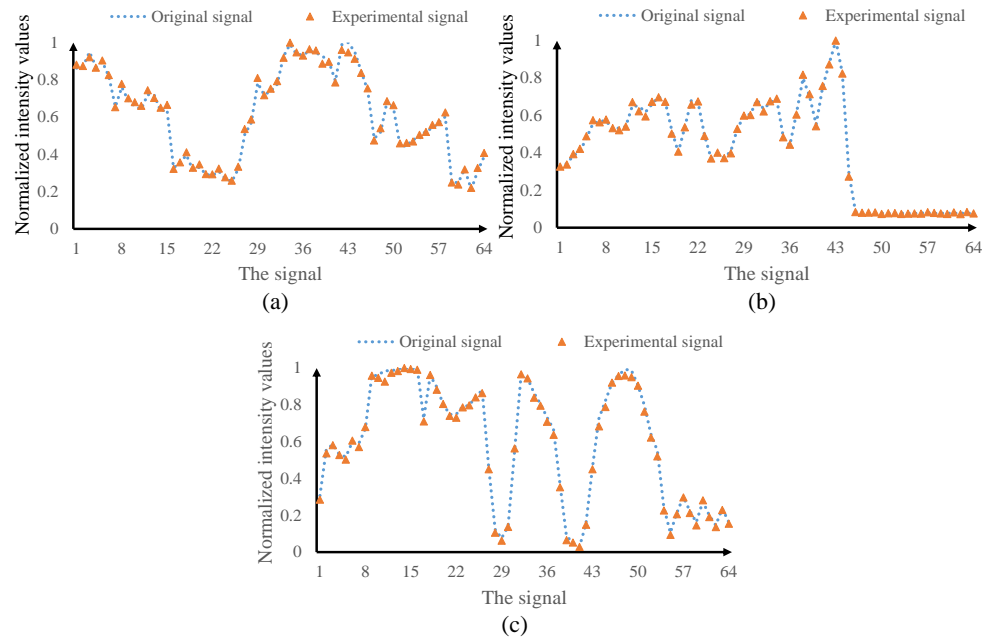 Original signal Experimental signal
Normalized intensity values
1
0.8
0.6
0.4
0.2
0
1 8 15 22 29 36 43 50 57 64
The signal
(a)
Original signal Experimental signal
Normalized intensity values
1
0.8
0.6
0.4
0.2
0
1 8 15 22 29 36 43 50 57 64
The signal
(b)
Original signal Experimental signal
Normalized intensity values
1
0.8
0.6
0.4
0.2
0
1 8 15 22 29 36 43 50 57 64
The signal
(c)